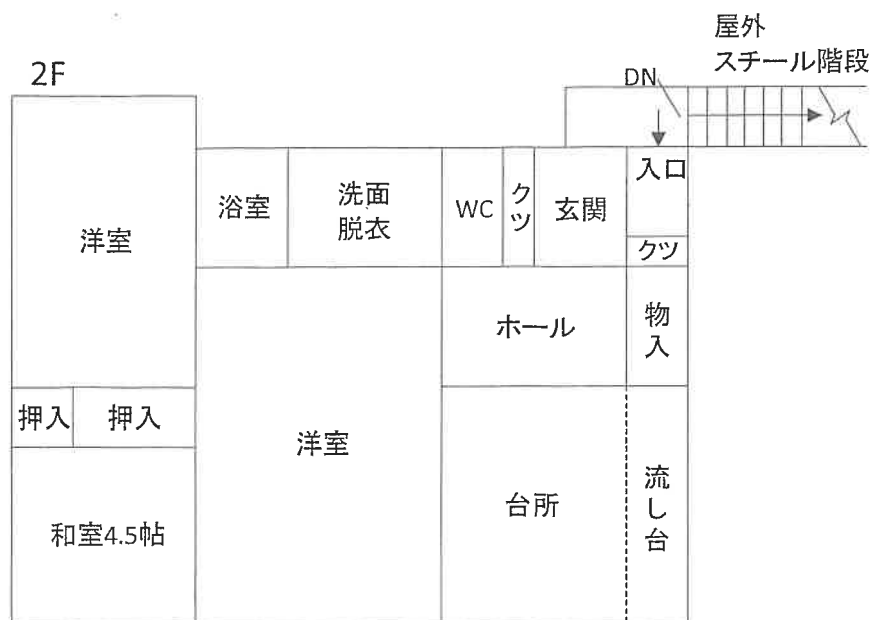 屋外
スチール階段
2F
DN
入口
浴室
洗面
脱衣
WC
クツ
玄関
洋室
クツ
ホール
物入
押入
押入
洋室
台所
流し台
和室4.5帖